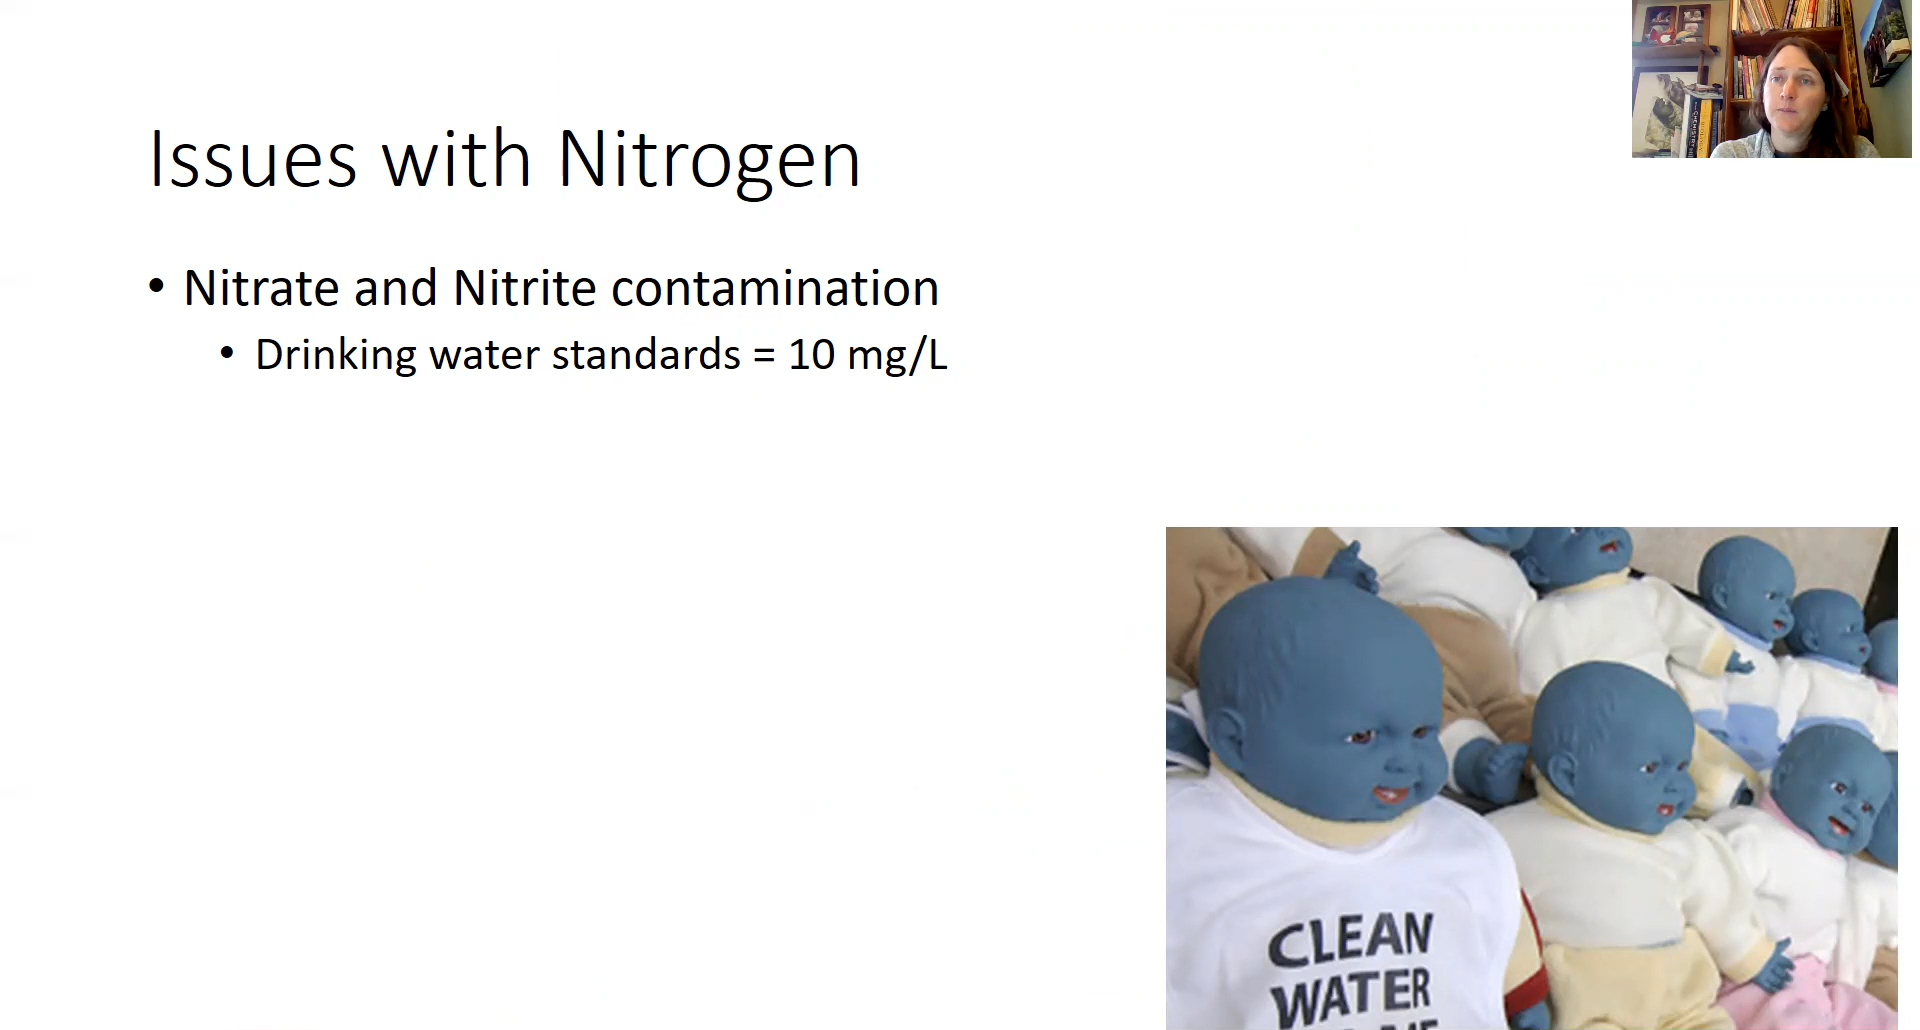 Issues with Nitrogen
• Nitrate and Nitrite contamination
• Drinking water standards = 10 mg/L
CLEAN
WATER